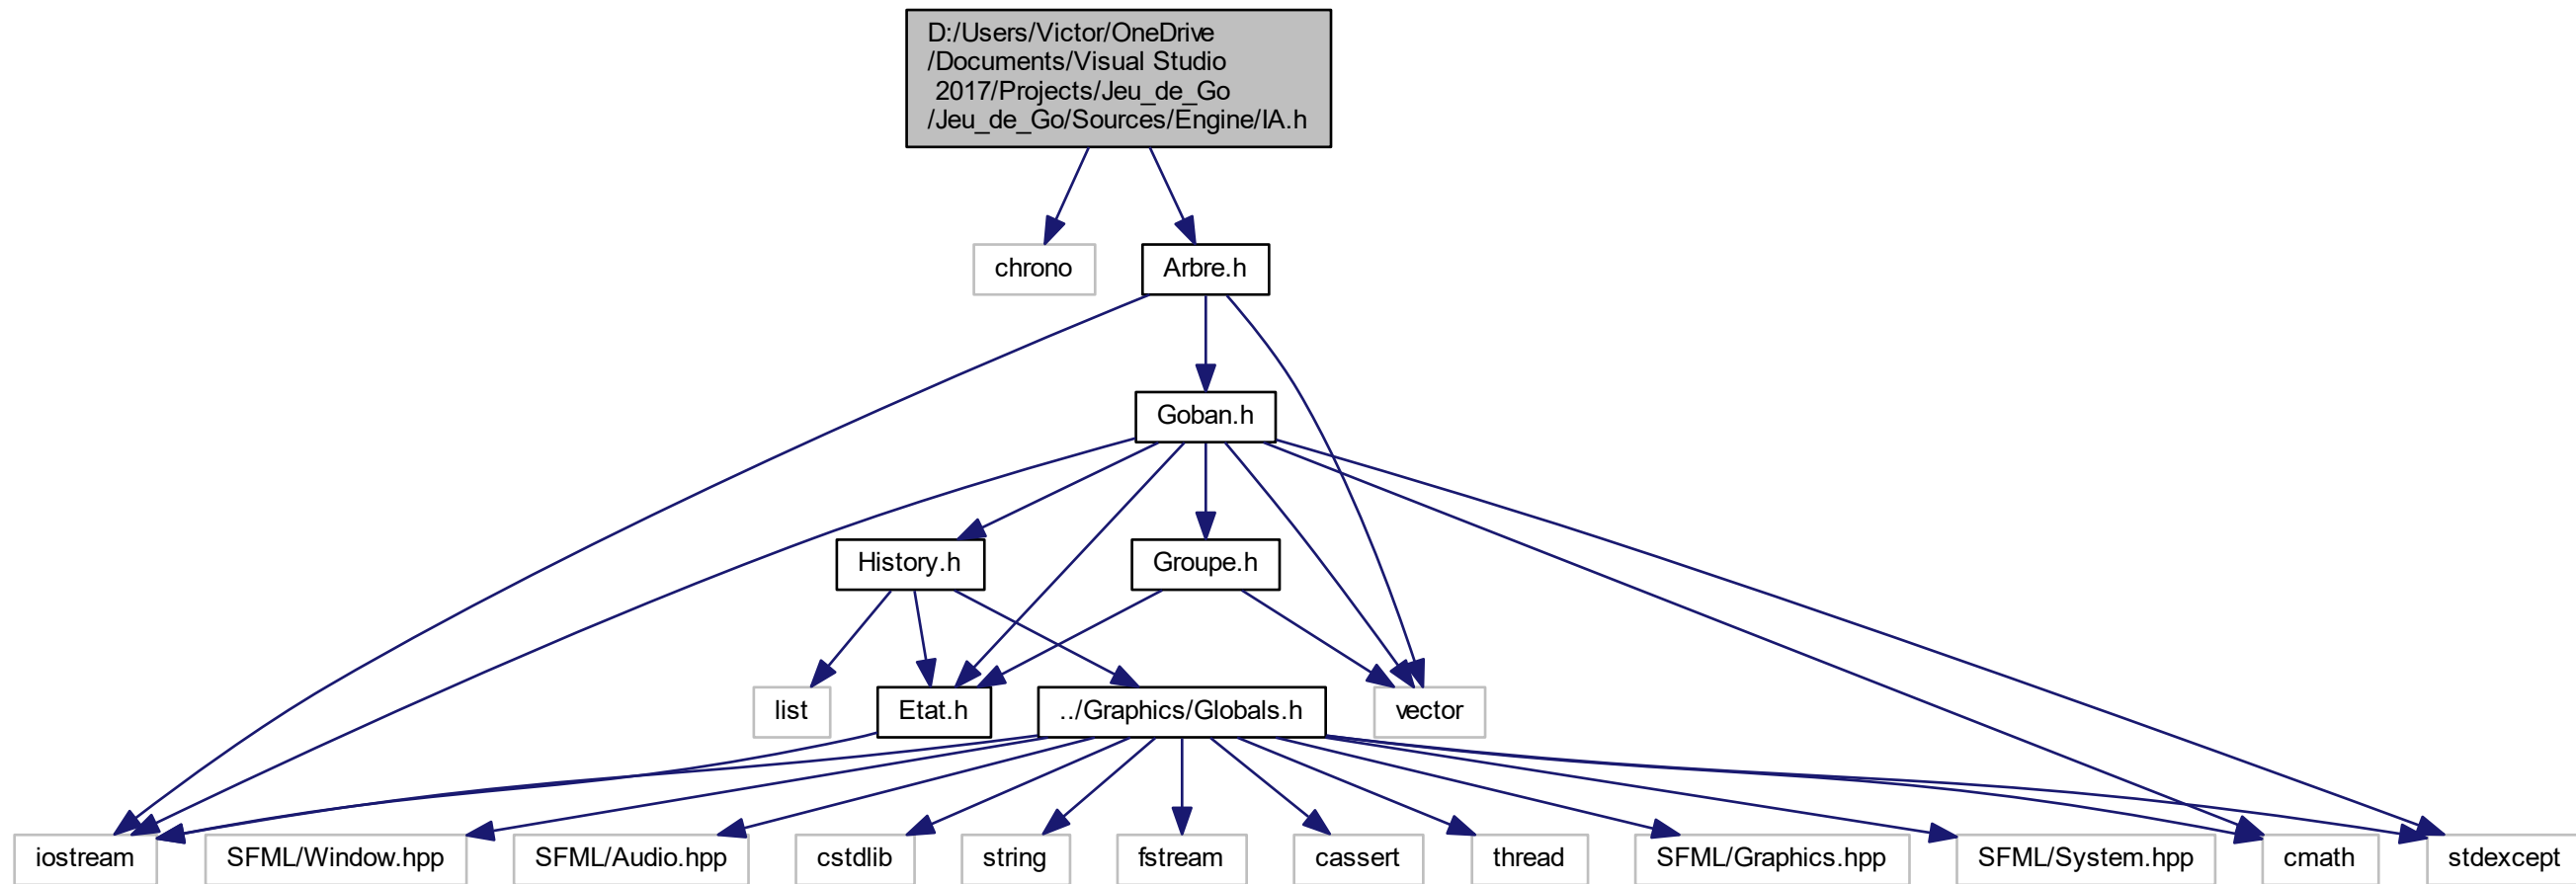 D:/Users/Victor/OneDrive
/Documents/Visual Studio
2017/Projects/Jeu_de_Go
/Jeu_de_Go/Sources/Engine/IA.h
chrono
Arbre.h
Goban.h
History.h
Groupe.h
list
Etat.h
../Graphics/Globals.h
vector
iostream
SFML/Window.hpp
SFML/Audio.hpp
cstdlib
string
fstream
cassert
thread
SFML/Graphics.hpp
SFML/System.hpp
cmath
stdexcept